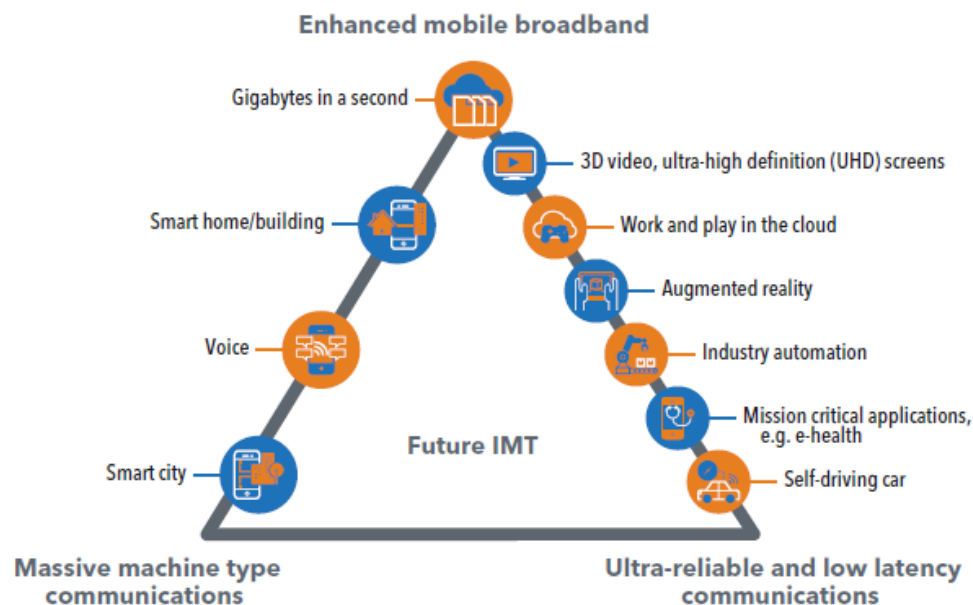 Enhanced mobile broadband
Gigabytes in a second
3D video, ultra-high definition (UHD) screens
Smart home/building
Work and play in the cloud
Augmented reality
Voice
Industry automation
Mission critical applications,
e.g. e-health
Future IMT
Smart city
Self-driving car
Massive machine type
communications
Ultra-reliable and low latency
communications